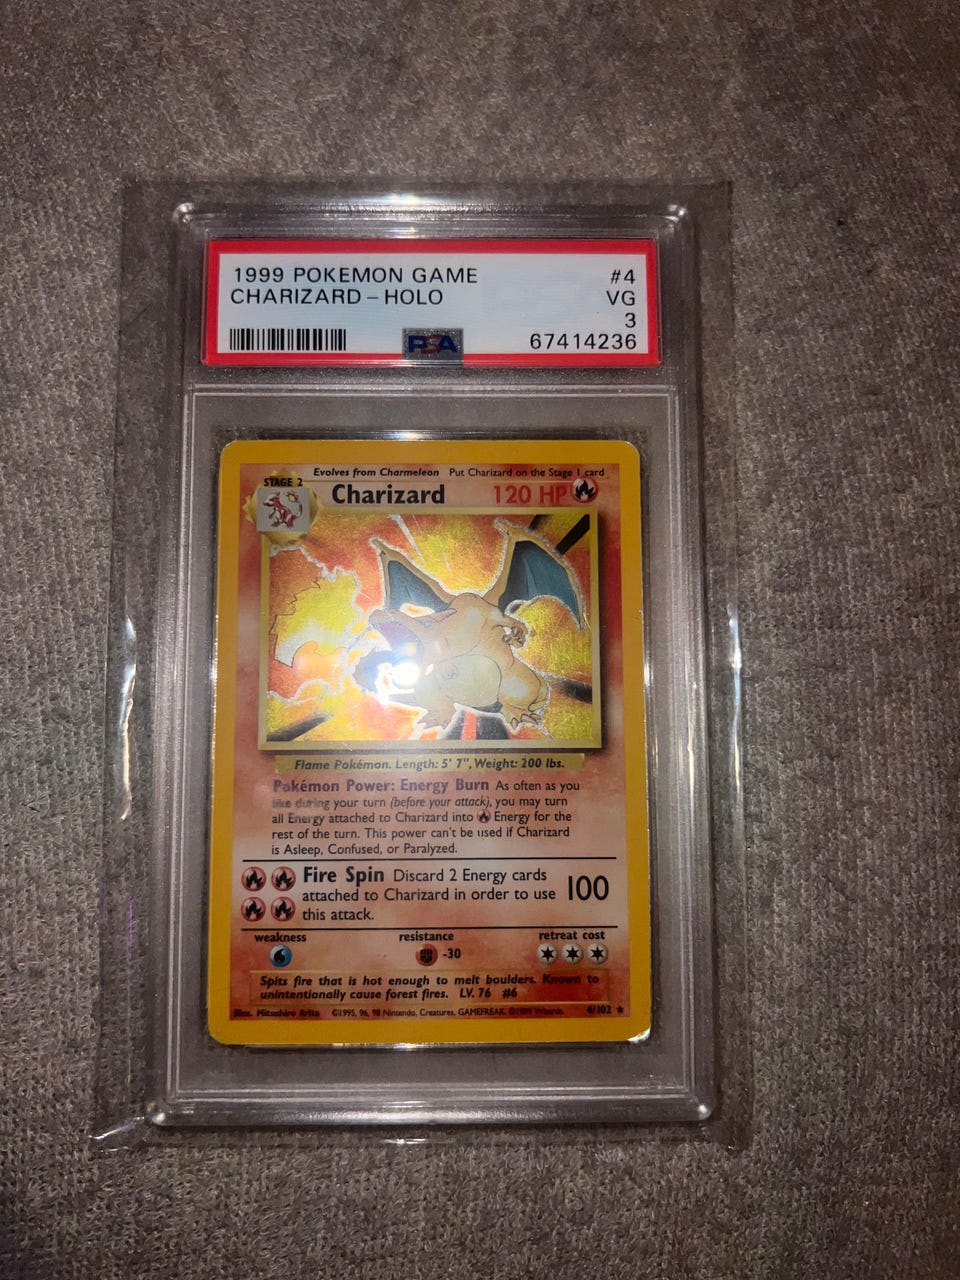 1999 POKEMON GAME #4
CHARIZARD – HOLO VG
3
PSA 67414236
Evolves from Charmeleon Put Charizard on the Stage 1 card
STAGE 2
Charizard 120 HP
Flame Pokémon. Length: 5' 7", Weight: 200 lbs.
Pokémon Power: Energy Burn As often as you
like during your turn (before your attack), you may turn
all Energy attached to Charizard into Energy for the
rest of the turn. This power can't be used if Charizard
is Asleep, Confused, or Paralyzed.
Fire Spin Discard 2 Energy cards
attached to Charizard in order to use 100
this attack.
weakness resistance retreat cost
-30
Spits fire that is hot enough to melt boulders. Known to
unintentionally cause forest fires. LV. 76 #6
Illus. Mitsuhiro Arita ©1995, 96, 98 Nintendo, Creatures, GAMEFREAK. ©1999 Wizards. 4/102 ★